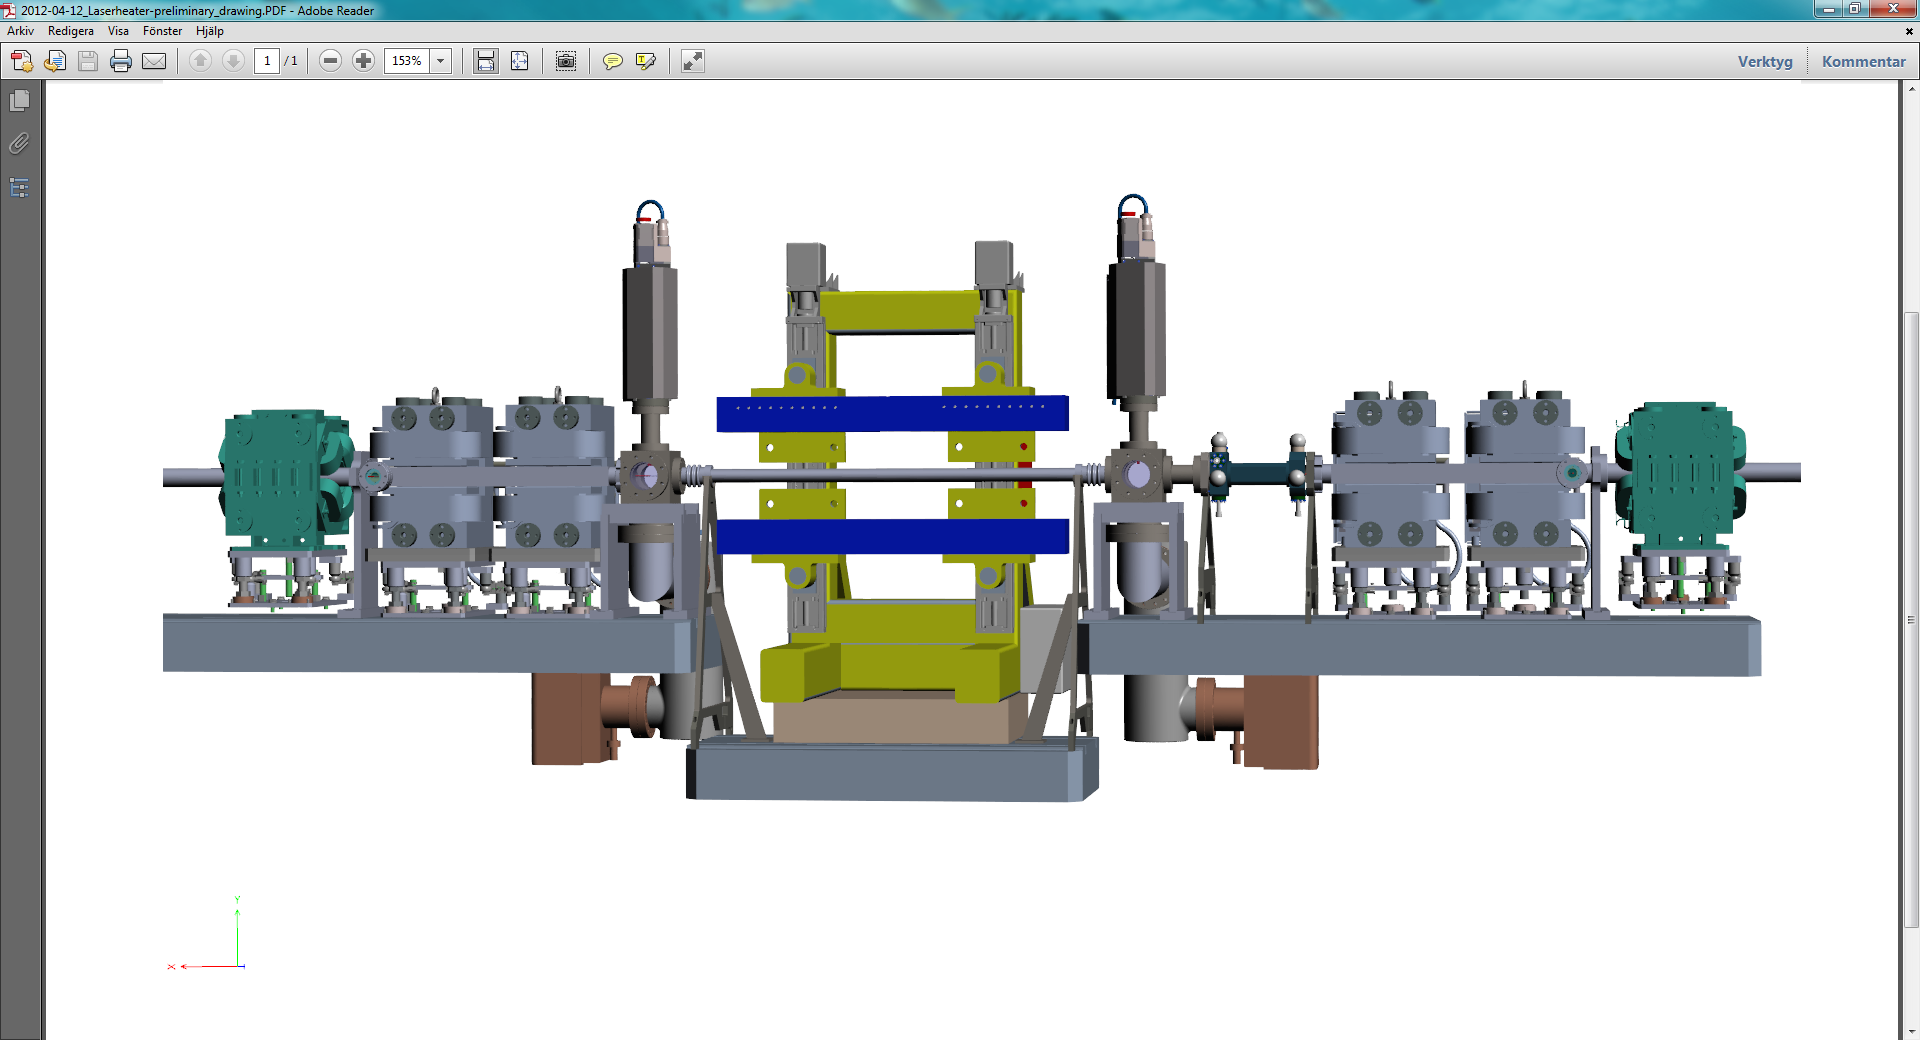 2012-04-12_Laserheater-preliminary_drawing.PDF - Adobe Reader
Arkiv Redigera Visa Fönster Hjälp
1 / 1 153% Verktyg Kommentar
Y
X